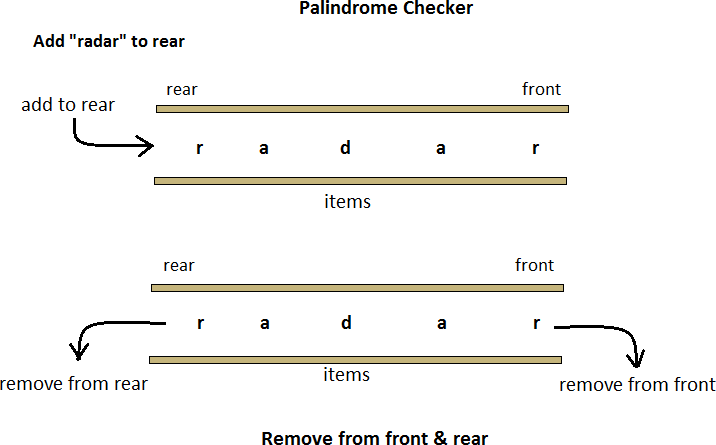 Palindrome Checker
Add "radar" to rear
rear front
add to rear
r a d a r
items
rear front
r a d a r
remove from rear items remove from front
Remove from front & rear